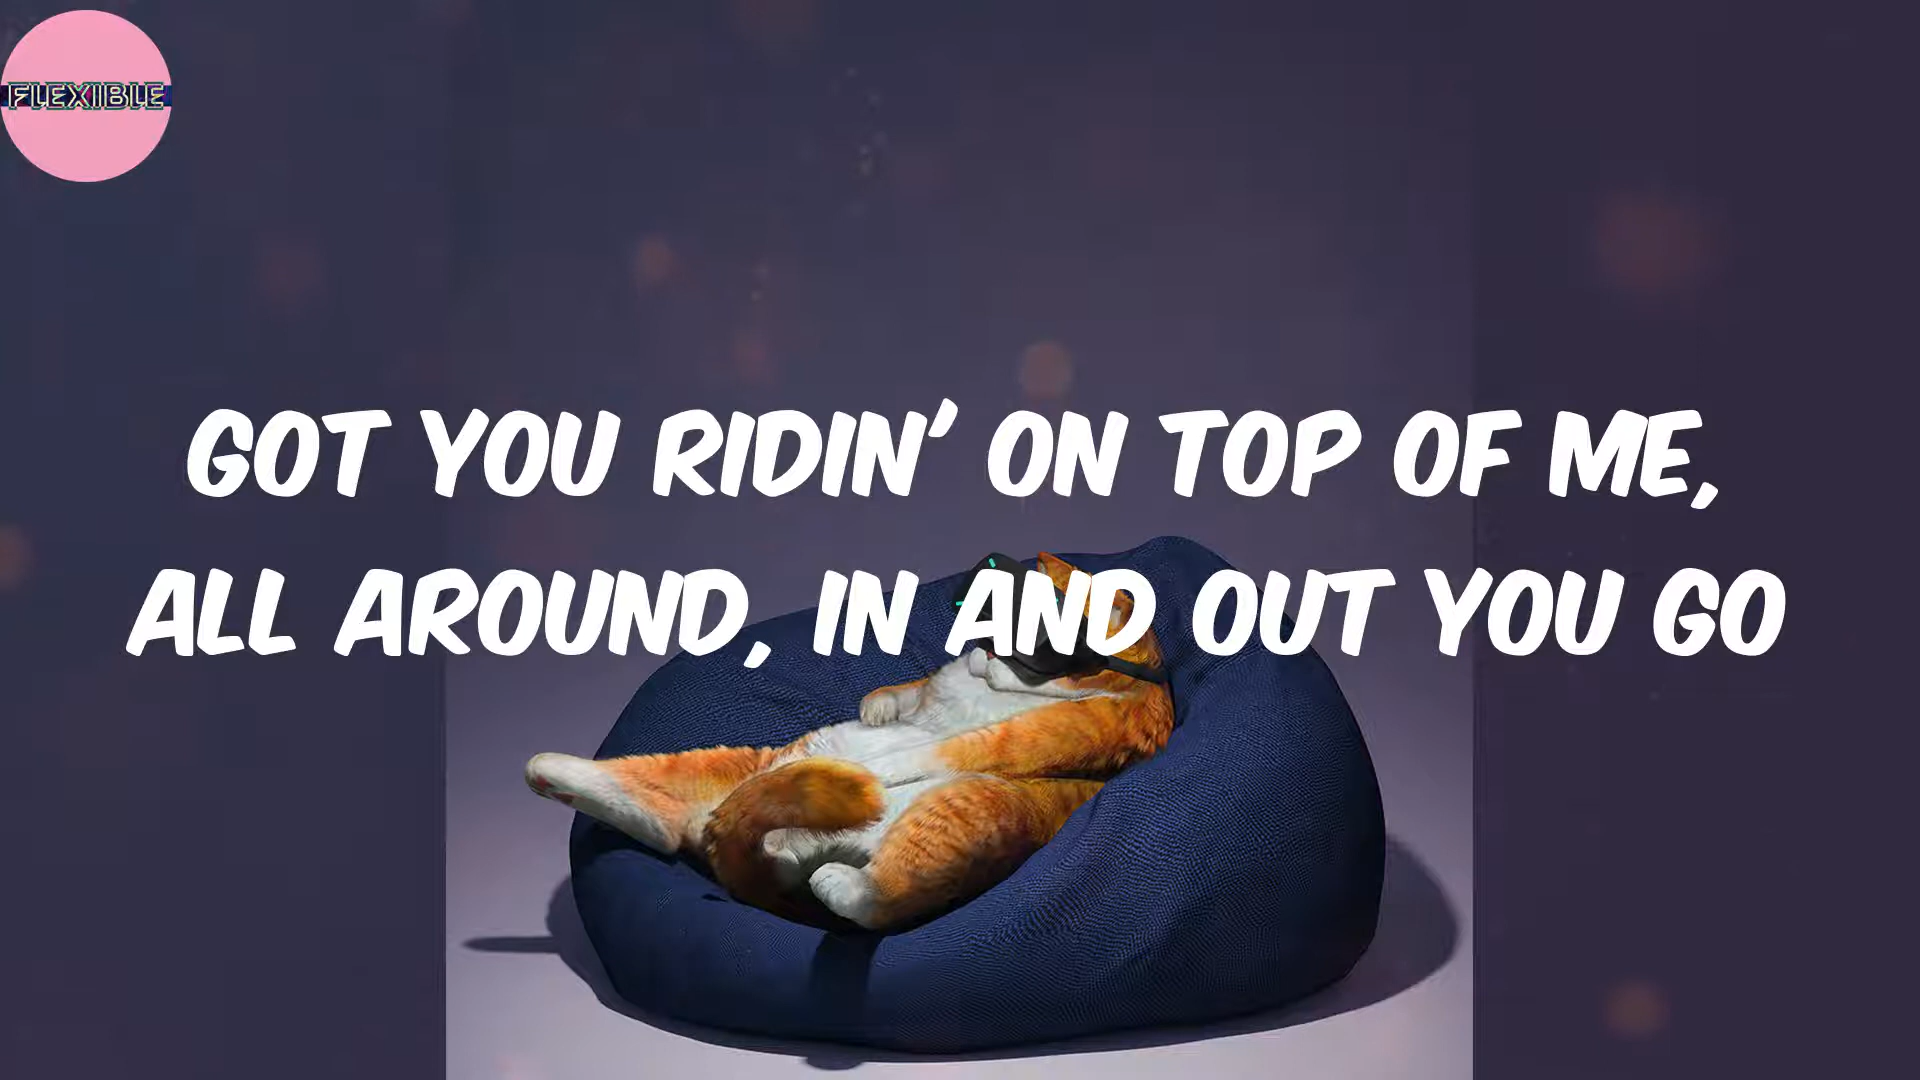 FLEXIBLE
GOT YOU RIDIN' ON TOP OF ME,
ALL AROUND, IN AND OUT YOU GO